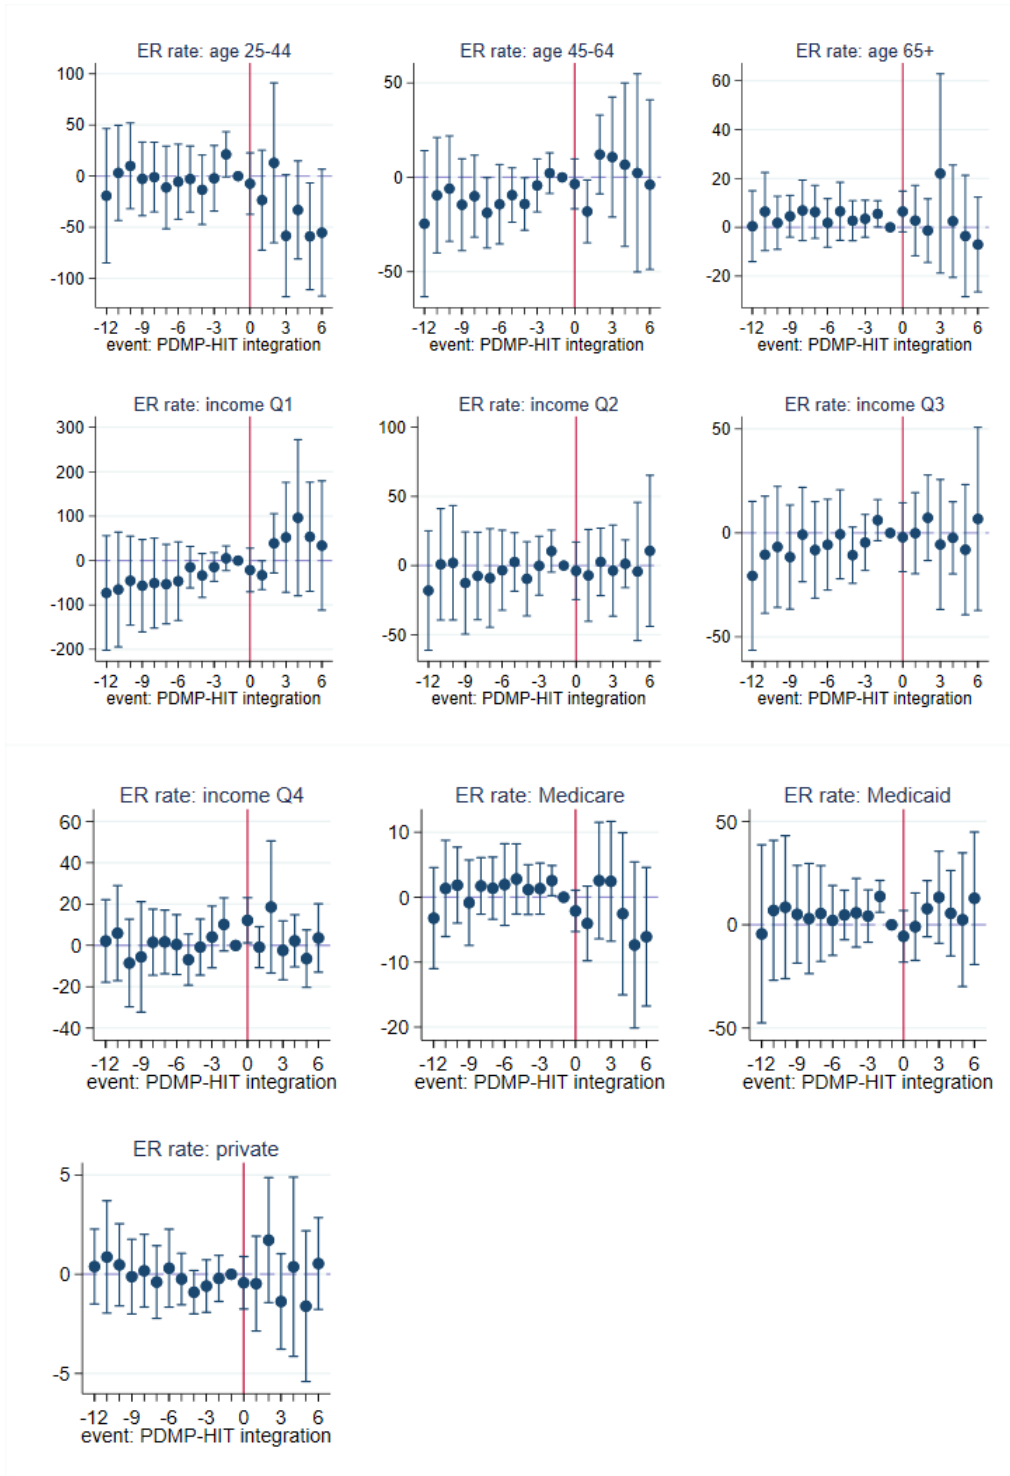 ER rate: age 25-44
100
50
0
-50
-100
-12 -9 -6 -3 0 3 6
event: PDMP-HIT integration
ER rate: age 45-64
50
0
-50
-12 -9 -6 -3 0 3 6
event: PDMP-HIT integration
ER rate: age 65+
60
40
20
0
-20
-12 -9 -6 -3 0 3 6
event: PDMP-HIT integration
ER rate: income Q1
300
200
100
0
-100
-200
-12 -9 -6 -3 0 3 6
event: PDMP-HIT integration
ER rate: income Q2
100
50
0
-50
-12 -9 -6 -3 0 3 6
event: PDMP-HIT integration
ER rate: income Q3
50
0
-50
-12 -9 -6 -3 0 3 6
event: PDMP-HIT integration
ER rate: income Q4
60
40
20
0
-20
-40
-12 -9 -6 -3 0 3 6
event: PDMP-HIT integration
ER rate: Medicare
10
0
-10
-20
-12 -9 -6 -3 0 3 6
event: PDMP-HIT integration
ER rate: Medicaid
50
0
-50
-12 -9 -6 -3 0 3 6
event: PDMP-HIT integration
ER rate: private
5
0
-5
-12 -9 -6 -3 0 3 6
event: PDMP-HIT integration